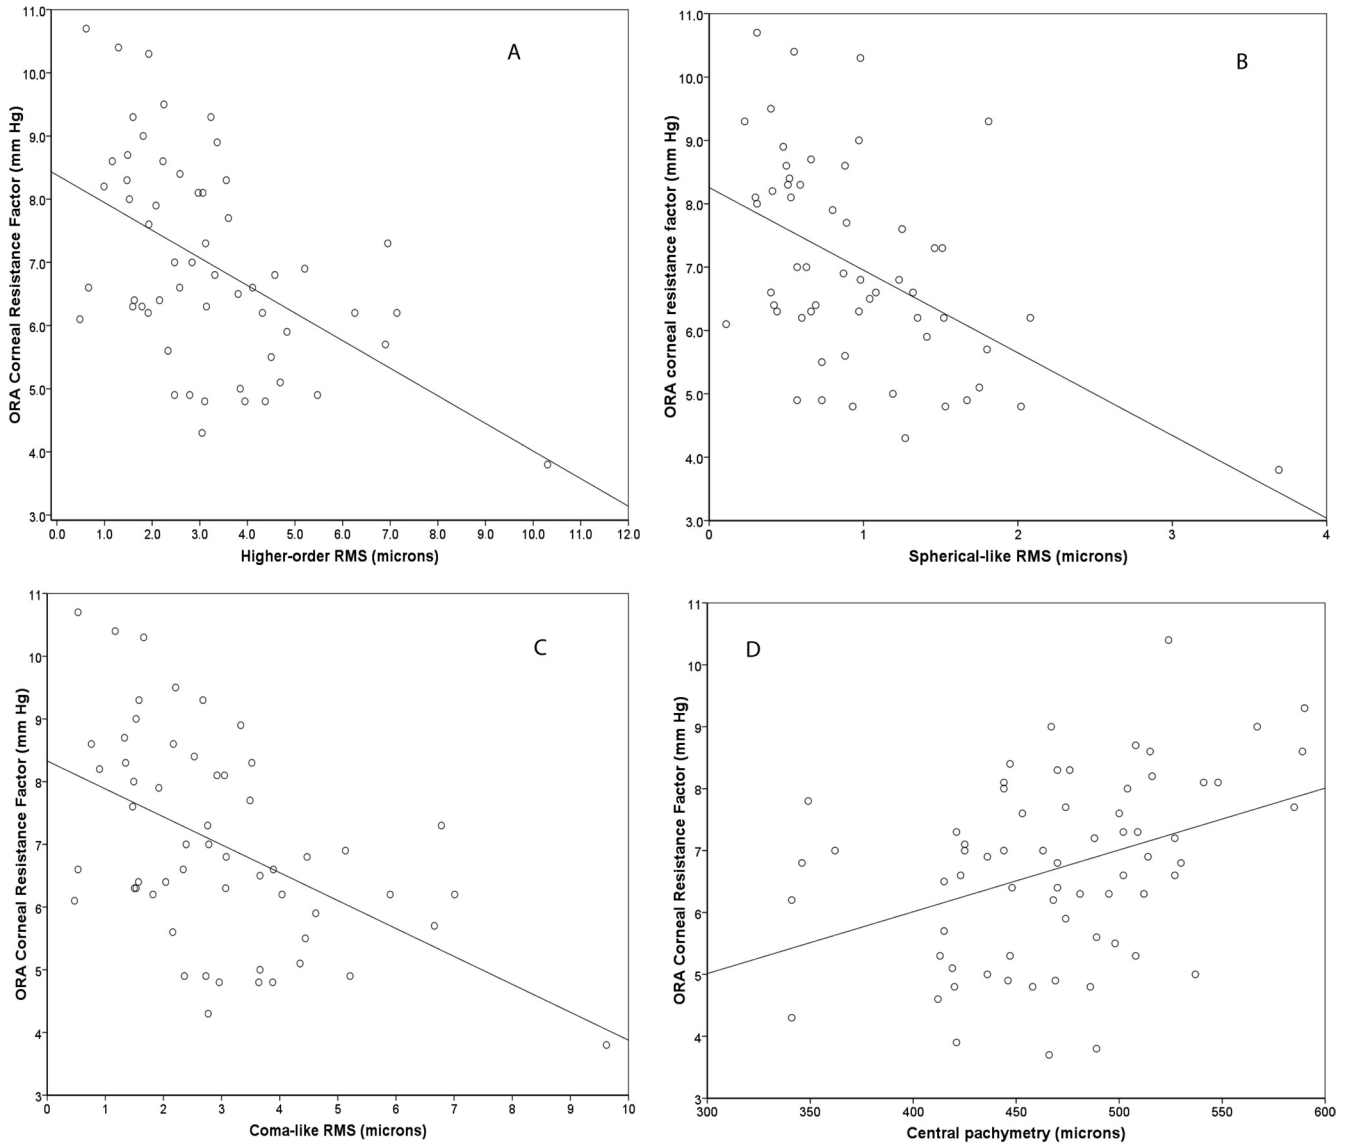 A
ORA Corneal Resistance Factor (mm Hg)
11.0
10.0
9.0
8.0
7.0
6.0
5.0
4.0
3.0
0.0 1.0 2.0 3.0 4.0 5.0 6.0 7.0 8.0 9.0 10.0 11.0 12.0
Higher-order RMS (microns)
B
ORA corneal resistance factor (mm Hg)
11.0
10.0
9.0
8.0
7.0
6.0
5.0
4.0
3.0
0 1 2 3 4
Spherical-like RMS (microns)
C
ORA Corneal Resistance Factor (mm Hg)
11
10
9
8
7
6
5
4
3
0 1 2 3 4 5 6 7 8 9 10
Coma-like RMS (microns)
D
ORA Corneal Resistance Factor (mm Hg)
11
10
9
8
7
6
5
4
3
300 350 400 450 500 550 600
Central pachymetry (microns)